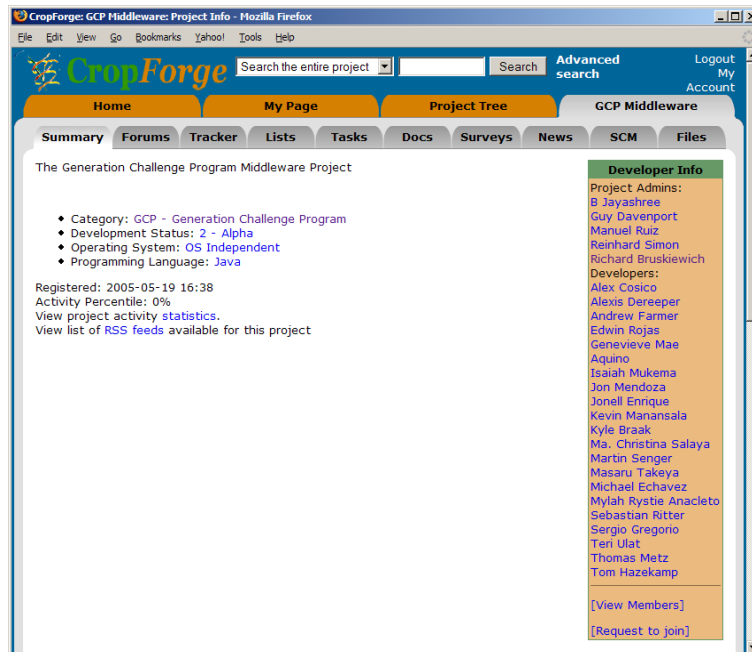 CropForge: GCP Middleware: Project Info - Mozilla Firefox
File Edit View Go Bookmarks Yahoo! Tools Help
CropForge
Search the entire project
Search
Advanced search
Logout
My Account
Home My Page Project Tree GCP Middleware
Summary Forums Tracker Lists Tasks Docs Surveys News SCM Files
The Generation Challenge Program Middleware Project
Category: GCP - Generation Challenge Program
Development Status: 2 - Alpha
Operating System: OS Independent
Programming Language: Java
Registered: 2005-05-19 16:38
Activity Percentile: 0%
View project activity statistics.
View list of RSS feeds available for this project
Developer Info
Project Admins:
B Jayashree
Guy Davenport
Manuel Ruiz
Reinhard Simon
Richard Bruskiewich
Developers:
Alex Cosico
Alexis Dereeper
Andrew Farmer
Edwin Rojas
Genevieve Mae
Aquino
Isaiah Mukema
Jon Mendoza
Jonell Enrique
Kevin Manansala
Kyle Braak
Ma. Christina Salaya
Martin Senger
Masaru Takeya
Michael Echavez
Mylah Rystie Anacleto
Sebastian Ritter
Sergio Gregorio
Teri Ulat
Thomas Metz
Tom Hazekamp
[View Members]
[Request to join]